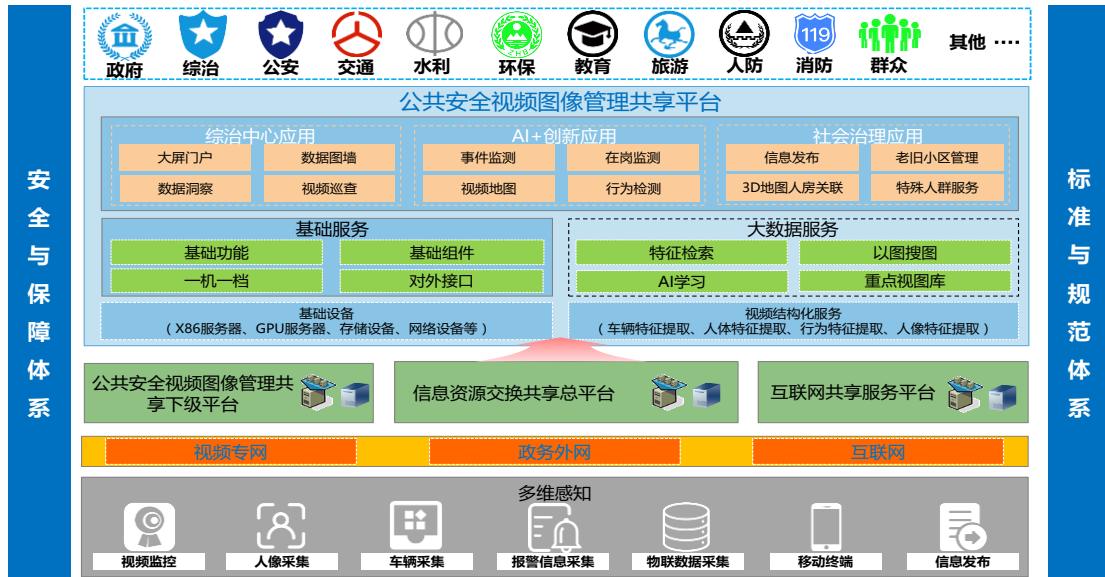 政府 综治 公安 交通 水利 环保 教育 旅游 人防 消防 群众 其他 ····
119
ZHB
公共安全视频图像管理共享平台
综治中心应用
大屏门户 数据图墙
数据洞察 视频巡查
AI+创新应用
事件监测 在岗监测
视频地图 行为检测
社会治理应用
信息发布 老旧小区管理
3D地图人房关联 特殊人群服务
基础服务
基础功能 基础组件
一机一档 对外接口
大数据服务
特征检索 以图搜图
AI学习 重点视图库
基础设备
（X86服务器、GPU服务器、存储设备、网络设备等）
视频结构化服务
（车辆特征提取、人体特征提取、行为特征提取、人像特征提取）
公共安全视频图像管理共
享下级平台
信息资源交换共享总平台
互联网共享服务平台
视频专网 政务外网 互联网
多维感知
视频监控 人像采集 车辆采集 报警信息采集 物联数据采集 移动终端 信息发布
安全与保障体系
标准与规范体系